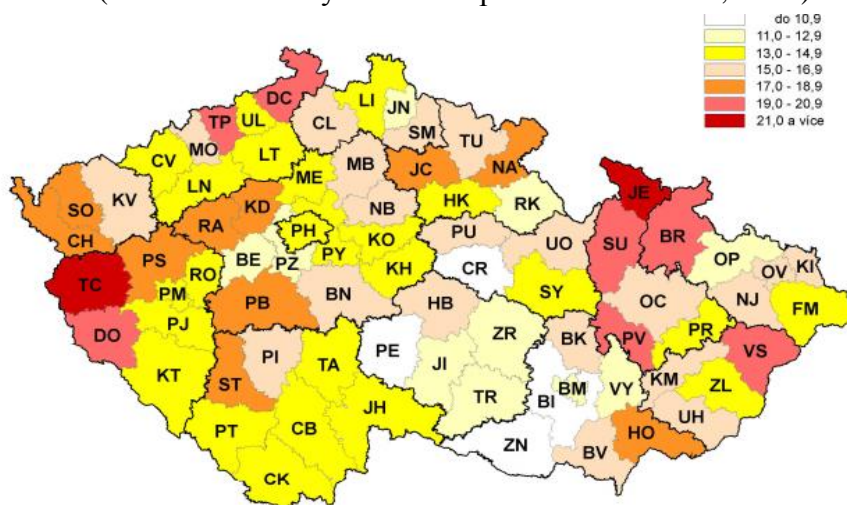 do 10,9
11,0 - 12,9
13,0 - 14,9
15,0 - 16,9
17,0 - 18,9
19,0 - 20,9
21,0 a více
DC
LI
JN
TP
UL
CL
SM
TU
MO
CV
LT
MB
JC
NA
LN
ME
JE
KV
SO
KD
NB
HK
RK
RA
PH
PU
UO
SU
BR
CH
KO
PS
BE
PŽ
PY
OP
TC
RO
KH
CR
OV
KI
PM
PB
BN
HB
SY
OC
NJ
FM
PJ
DO
PE
ZR
BK
PV
PR
VS
KT
ST
PI
TA
JI
KM
ZL
TR
BI
BM
VY
JH
UH
PT
CB
ZN
BV
HO
CK